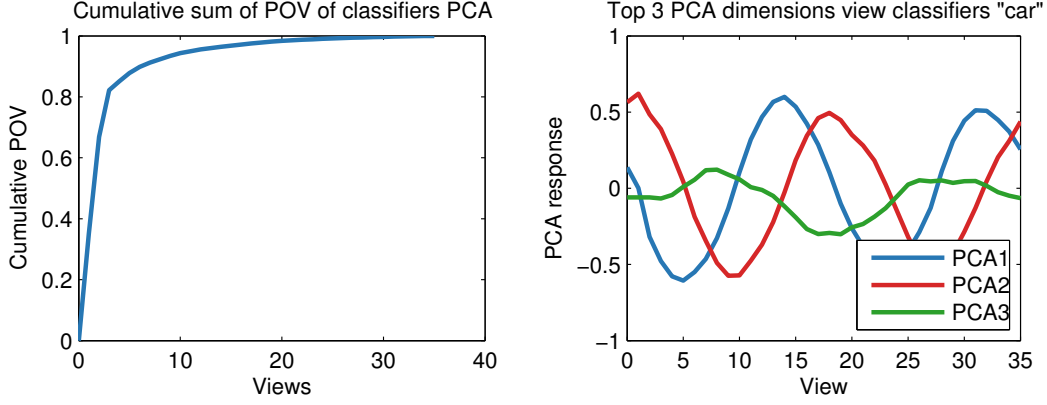 Cumulative sum of POV of classifiers PCA
1
0.8
0.6
0.4
0.2
0
Cumulative POV
0 10 20 30 40
Views
Top 3 PCA dimensions view classifiers "car"
1
0.5
0
−0.5
−1
PCA response
PCA1
PCA2
PCA3
0 5 10 15 20 25 30 35
View